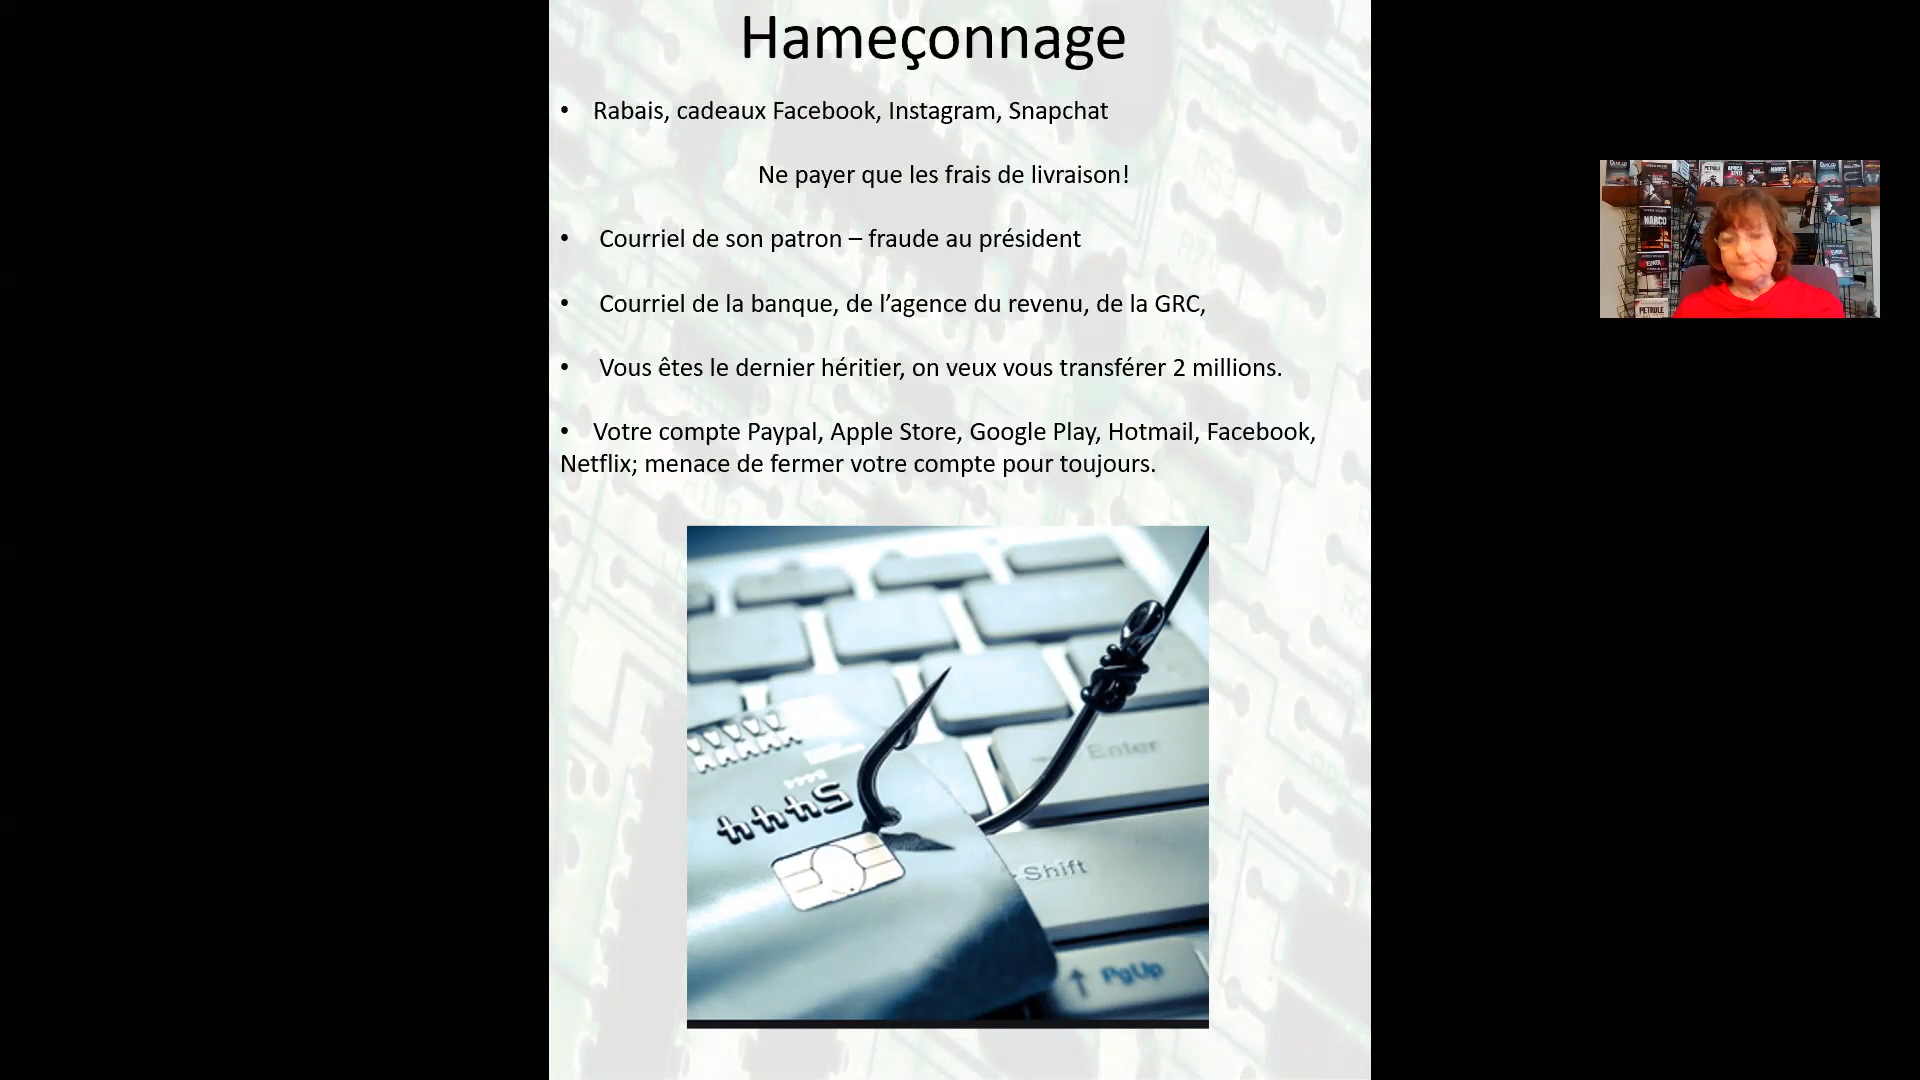 Hameçonnage
• Rabais, cadeaux Facebook, Instagram, Snapchat
Ne payer que les frais de livraison!
• Courriel de son patron – fraude au président
• Courriel de la banque, de l’agence du revenu, de la GRC,
• Vous êtes le dernier héritier, on veux vous transférer 2 millions.
• Votre compte Paypal, Apple Store, Google Play, Hotmail, Facebook,
Netflix; menace de fermer votre compte pour toujours.
Enter
5444
Shift
PgUp
NARCO
PETROLE